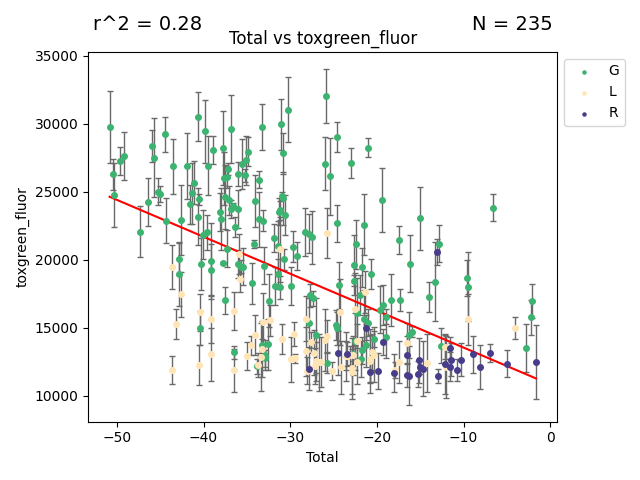 r^2 = 0.28 N = 235
Total vs toxgreen_fluor
35000
30000
25000
20000
15000
10000
toxgreen_fluor
−50 −40 −30 −20 −10 0
Total
G
L
R